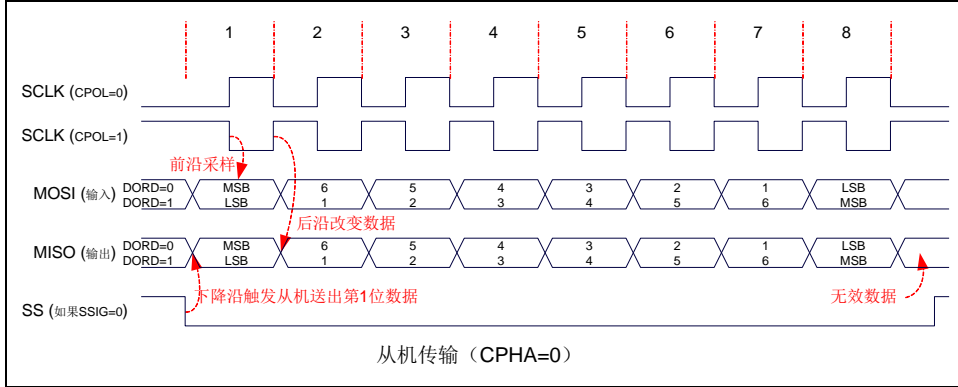 1 2 3 4 5 6 7 8
SCLK (CPOL=0)
SCLK (CPOL=1)
前沿采样
MOSI (输入) DORD=0 MSB 6 5 4 3 2 1 LSB
DORD=1 LSB 1 2 3 4 5 6 MSB
后沿改变数据
MISO (输出) DORD=0 MSB 6 5 4 3 2 1 LSB
DORD=1 LSB 1 2 3 4 5 6 MSB
下降沿触发从机送出第1位数据 无效数据
SS (如果SSIG=0)
从机传输（CPHA=0）